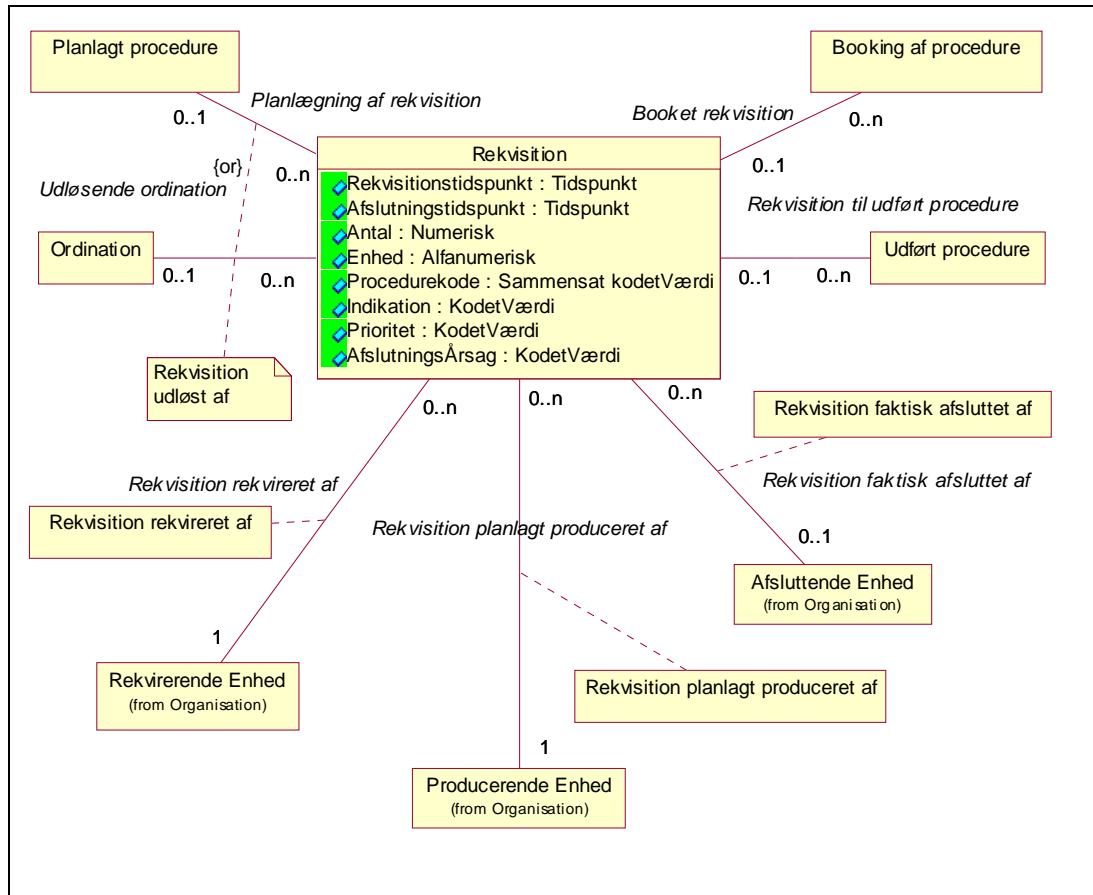 Planlagt procedure
Booking af procedure
Planlægning af rekvisition
Booket rekvisition
0..1
0..n
{or}
0..n
0..1
Udløsende ordination
Rekvisition
Rekvisitionstidspunkt : Tidspunkt
Afslutningstidspunkt : Tidspunkt
Antal : Numerisk
Enhed : Alfanumerisk
Procedurekode : Sammensat kodetVærdi
Indikation : KodetVærdi
Prioritet : KodetVærdi
AfslutningsÅrsag : KodetVærdi
Rekvisition til udført procedure
Ordination
0..1
0..n
0..1
0..n
Udført procedure
Rekvisition
udløst af
0..n
0..n
0..n
Rekvisition faktisk afsluttet af
Rekvisition faktisk afsluttet af
Rekvisition rekvireret af
Rekvisition rekvireret af
Rekvisition planlagt produceret af
0..1
Afsluttende Enhed
(from Organisation)
1
Rekvirerende Enhed
(from Organisation)
Rekvisition planlagt produceret af
1
Producerende Enhed
(from Organisation)